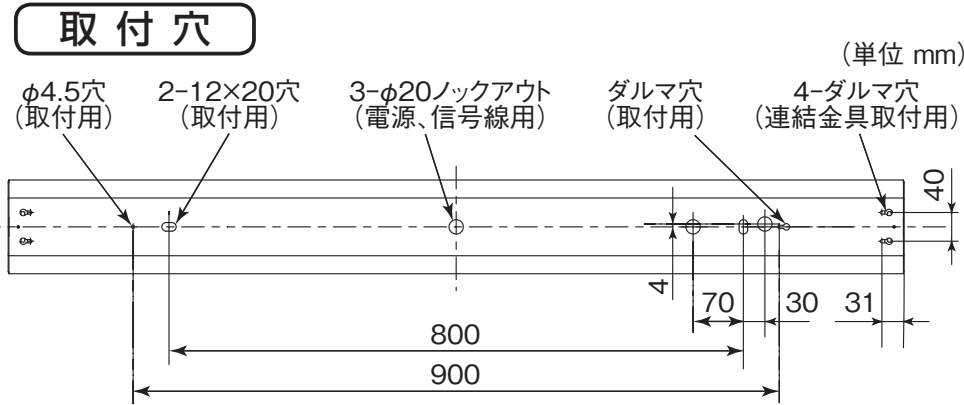 取付穴
(単位 mm)
φ4.5穴
(取付用)
2-12×20穴
(取付用)
3-φ20ノックアウト
(電源、信号線用)
ダルマ穴
(取付用)
4-ダルマ穴
(連結金具取付用)
40
4
70
30
31
800
900